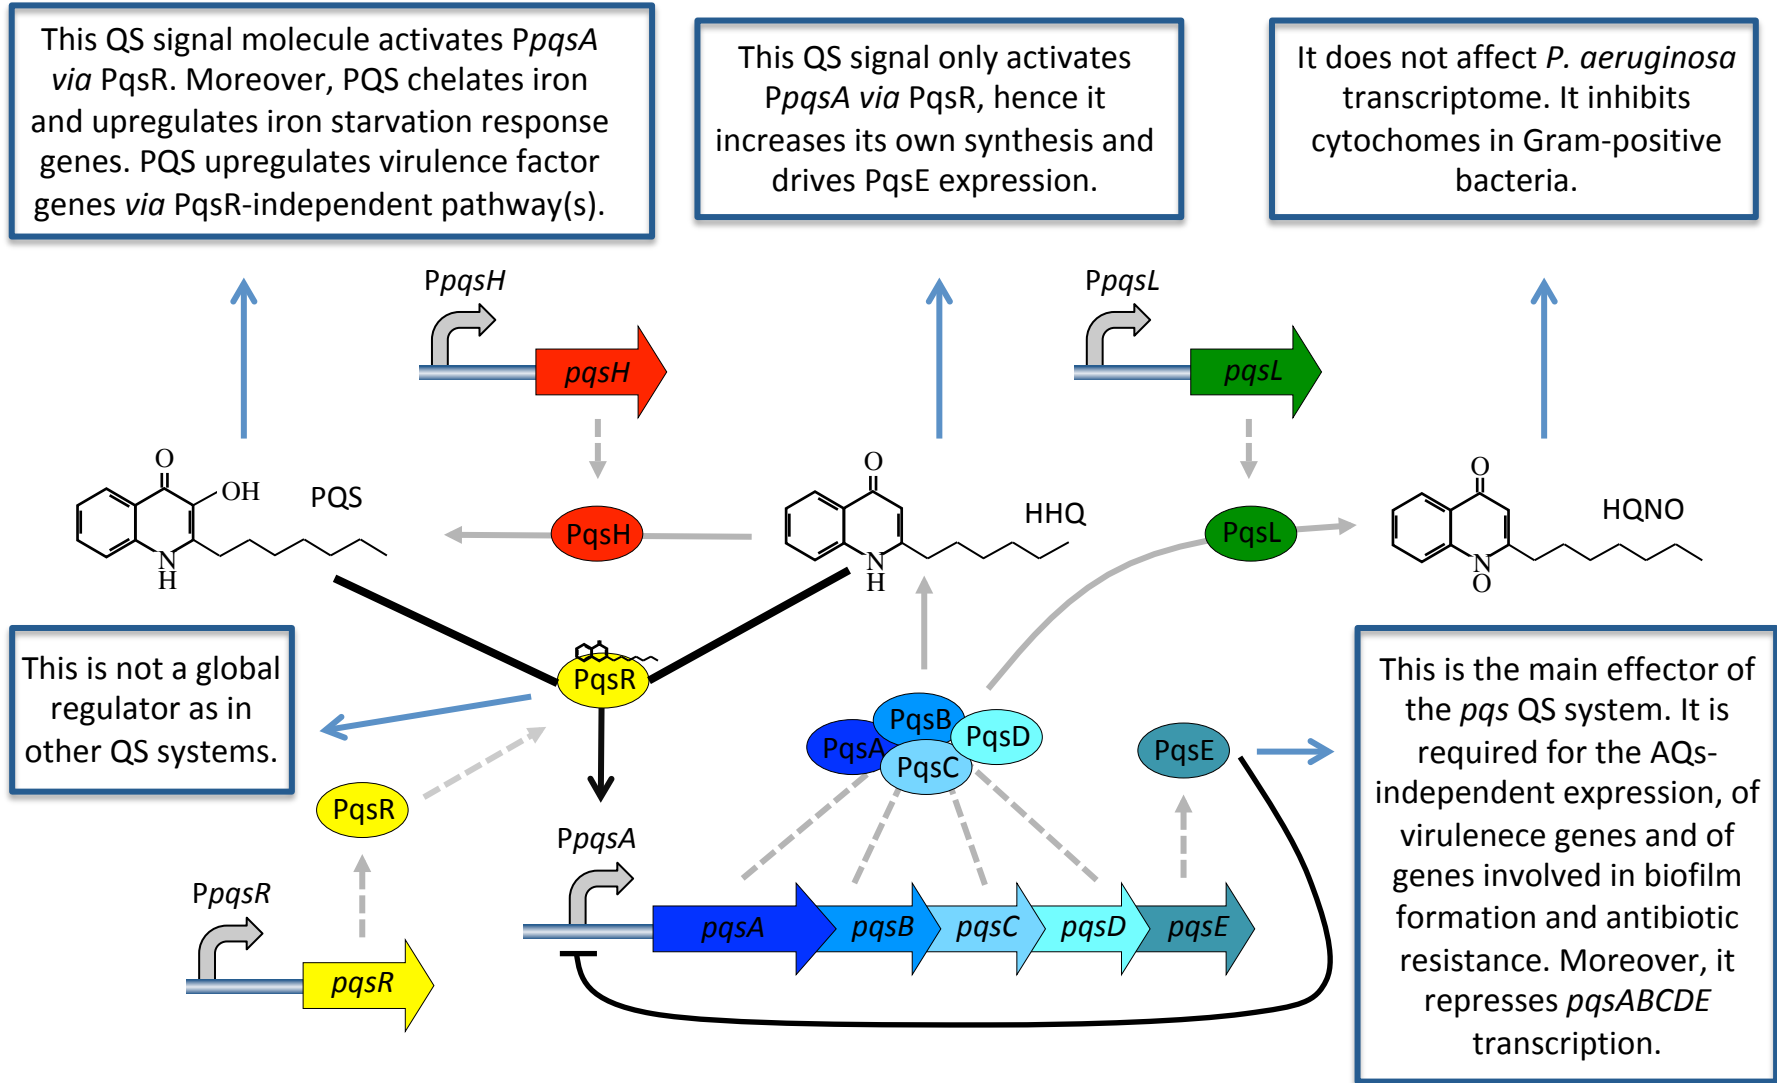 This QS signal molecule activates PpqsA
via PqsR. Moreover, PQS chelates iron
and upregulates iron starvation response
genes. PQS upregulates virulence factor
genes via PqsR-independent pathway(s).
This QS signal only activates
PpqsA via PqsR, hence it
increases its own synthesis and
drives PqsE expression.
It does not affect P. aeruginosa
transcriptome. It inhibits
cytochomes in Gram-positive
bacteria.
PpqsH
pqsH
PpqsL
pqsL
O
OH
N
H
PQS
PqsH
O
N
H
HHQ
PqsL
O
N
O
HQNO
This is not a global
regulator as in
other QS systems.
PqsR
PqsR
PpqsR
pqsR
PqsA
PqsB
PqsC
PqsD
PqsE
PpqsA
pqsA
pqsB
pqsC
pqsD
pqsE
This is the main effector of
the pqs QS system. It is
required for the AQs-
independent expression, of
virulenece genes and of
genes involved in biofilm
formation and antibiotic
resistance. Moreover, it
represses pqsABCDE
transcription.